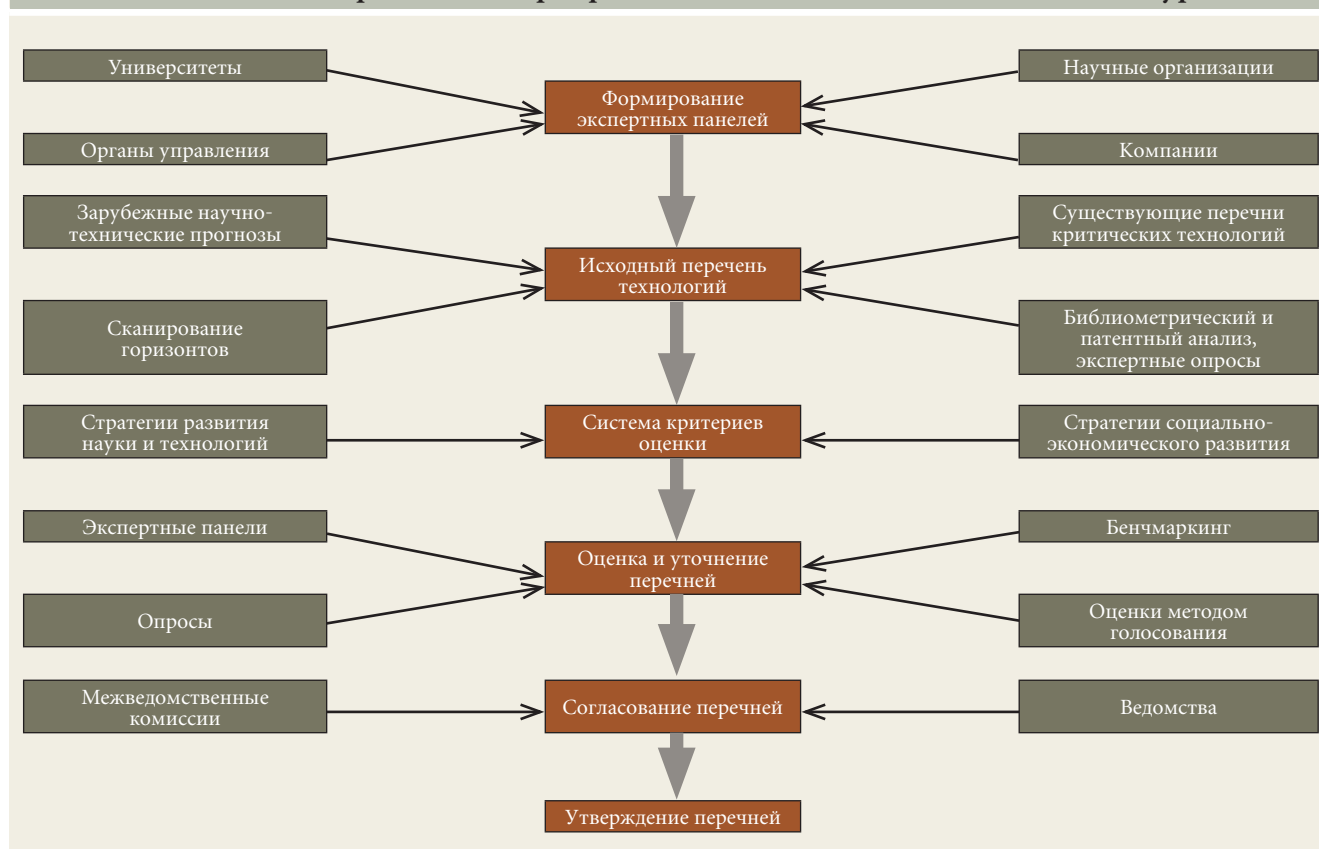 Университеты
Научные организации
Формирование
экспертных панелей
Органы управления
Компании
Зарубежные научно-
технические прогнозы
Существующие перечни
критических технологий
Исходный перечень
технологий
Сканирование
горизонтов
Библиометрический и
патентный анализ,
экспертные опросы
Стратегии развития
науки и технологий
Система критериев
оценки
Стратегии социально-
экономического развития
Экспертные панели
Бенчмаркинг
Оценка и уточнение
перечней
Опросы
Оценки методом
голосования
Межведомственные
комиссии
Согласование перечней
Ведомства
Утверждение перечней